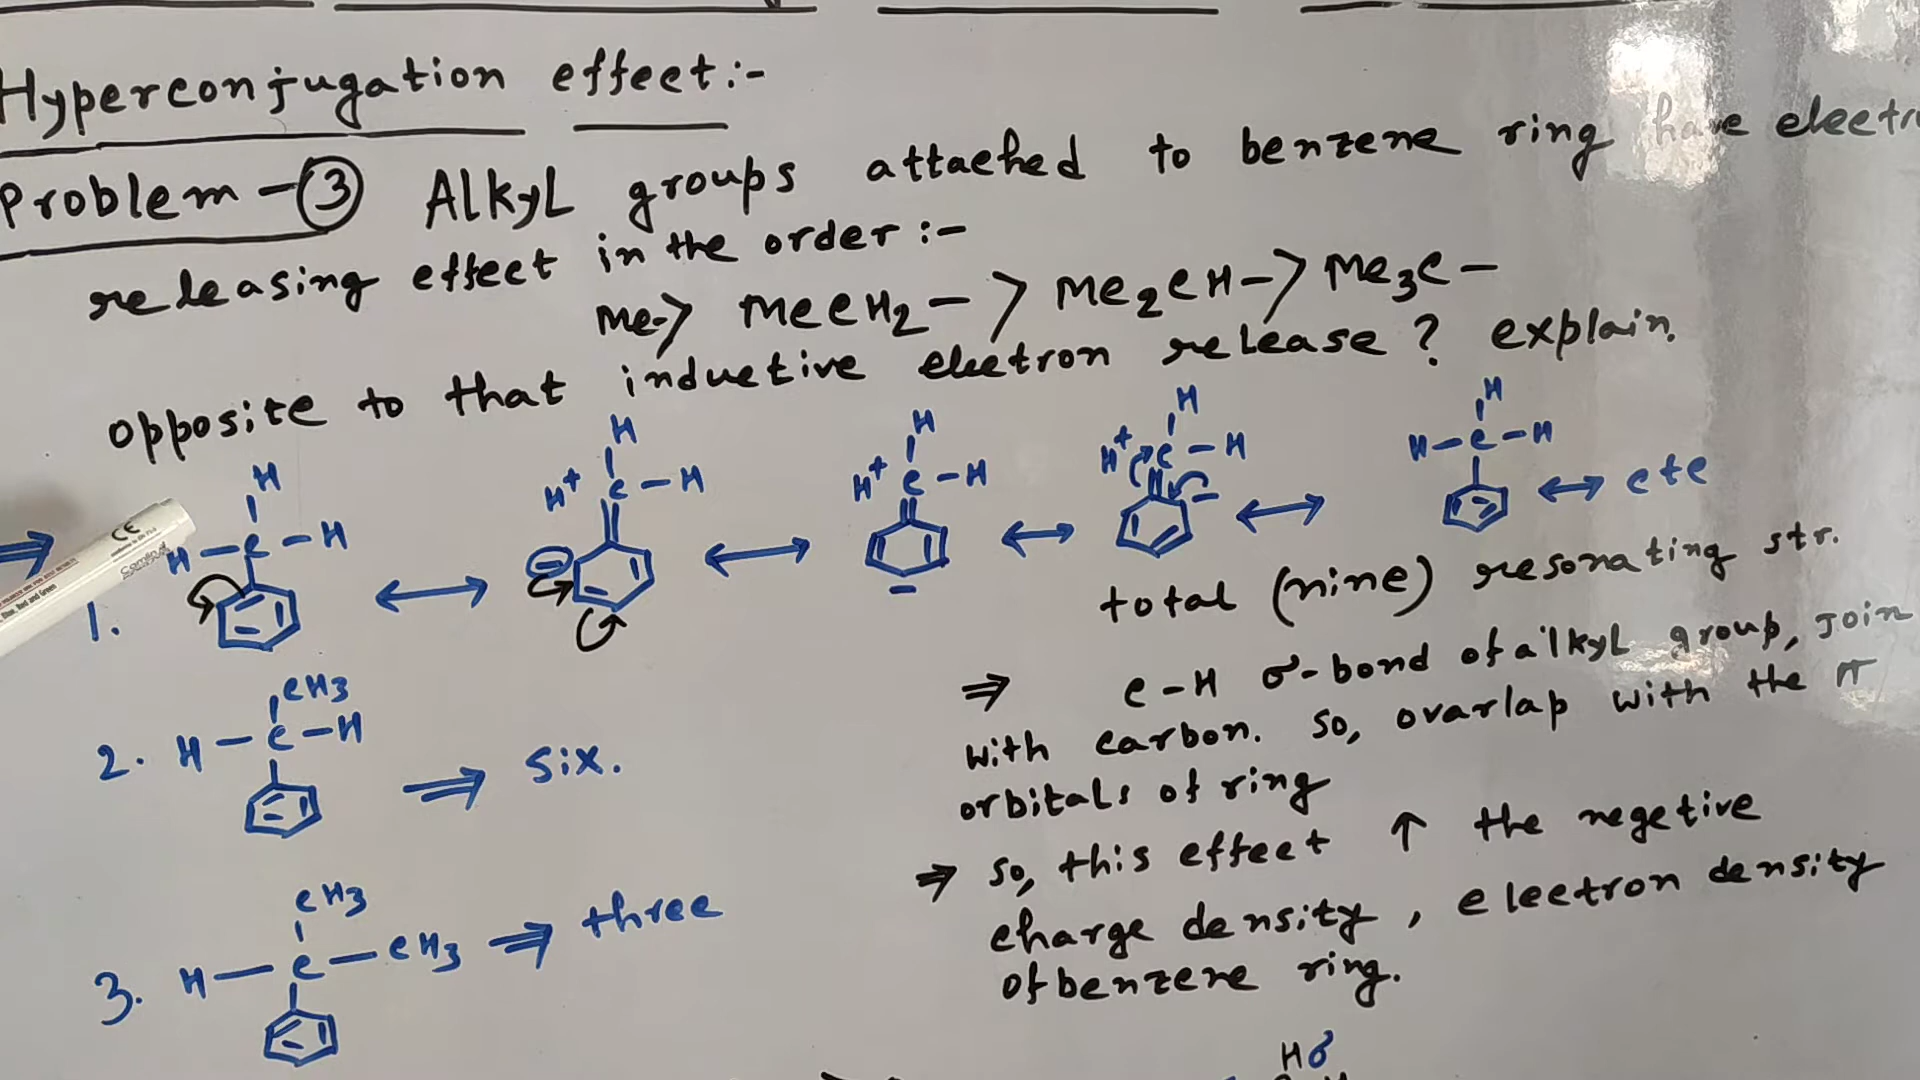 Hyperconjugation effect:-
Problem-③ Alkyl groups attached to benzene ring have electr
releasing effect in the order :-
Me-> MeCH2-> Me2CH-> Me3C-
opposite to that inductive electron release? explain.
H H H H H
H-C-H H+ C-H H+ C-H H+ C-H H-C-H
⇒ 1. ↔ ⊖ ↔ - ↔ - ↔ ↔ etc
total (nine) resonating str.
⇒ C-H σ-bond of alkyl group, Join
with carbon. So, ovarlap with the π
orbitals of ring
⇒ So, this effect ↑ the negetive
charge density, electron density
of benzene ring.
CH3
2. H-C-H
⇒ Six.
CH3
3. H-C-CH3 ⇒ three
Hσ